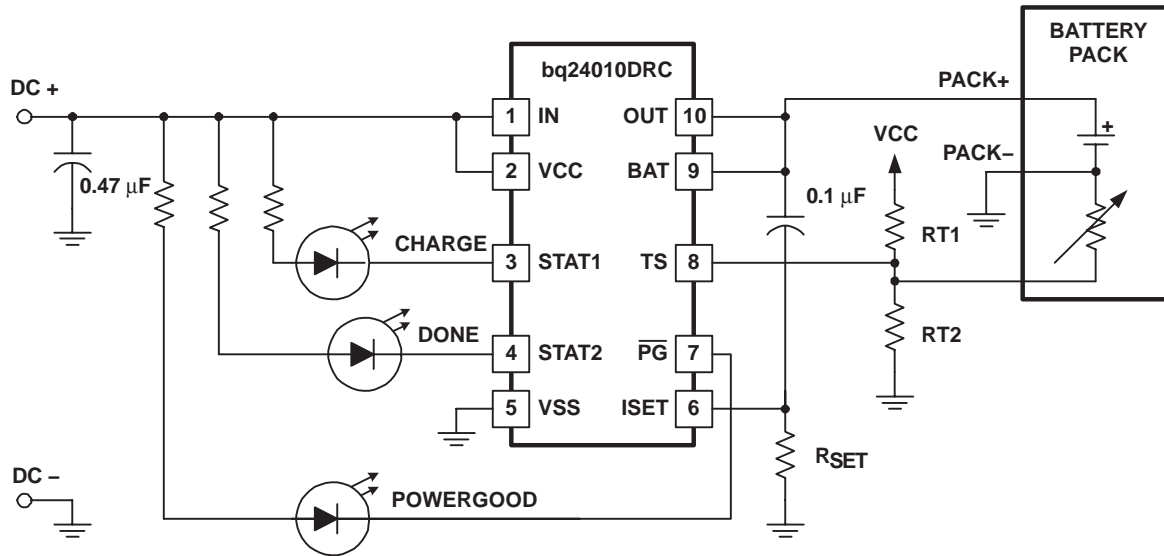 BATTERY
PACK
bq24010DRC
DC +
PACK+
1 IN OUT 10
VCC
PACK–
2 VCC BAT 9
0.47 μF
0.1 μF
+
RT1
CHARGE
3 STAT1 TS 8
DONE
RT2
4 STAT2 PG 7
5 VSS ISET 6
RSET
DC –
POWERGOOD